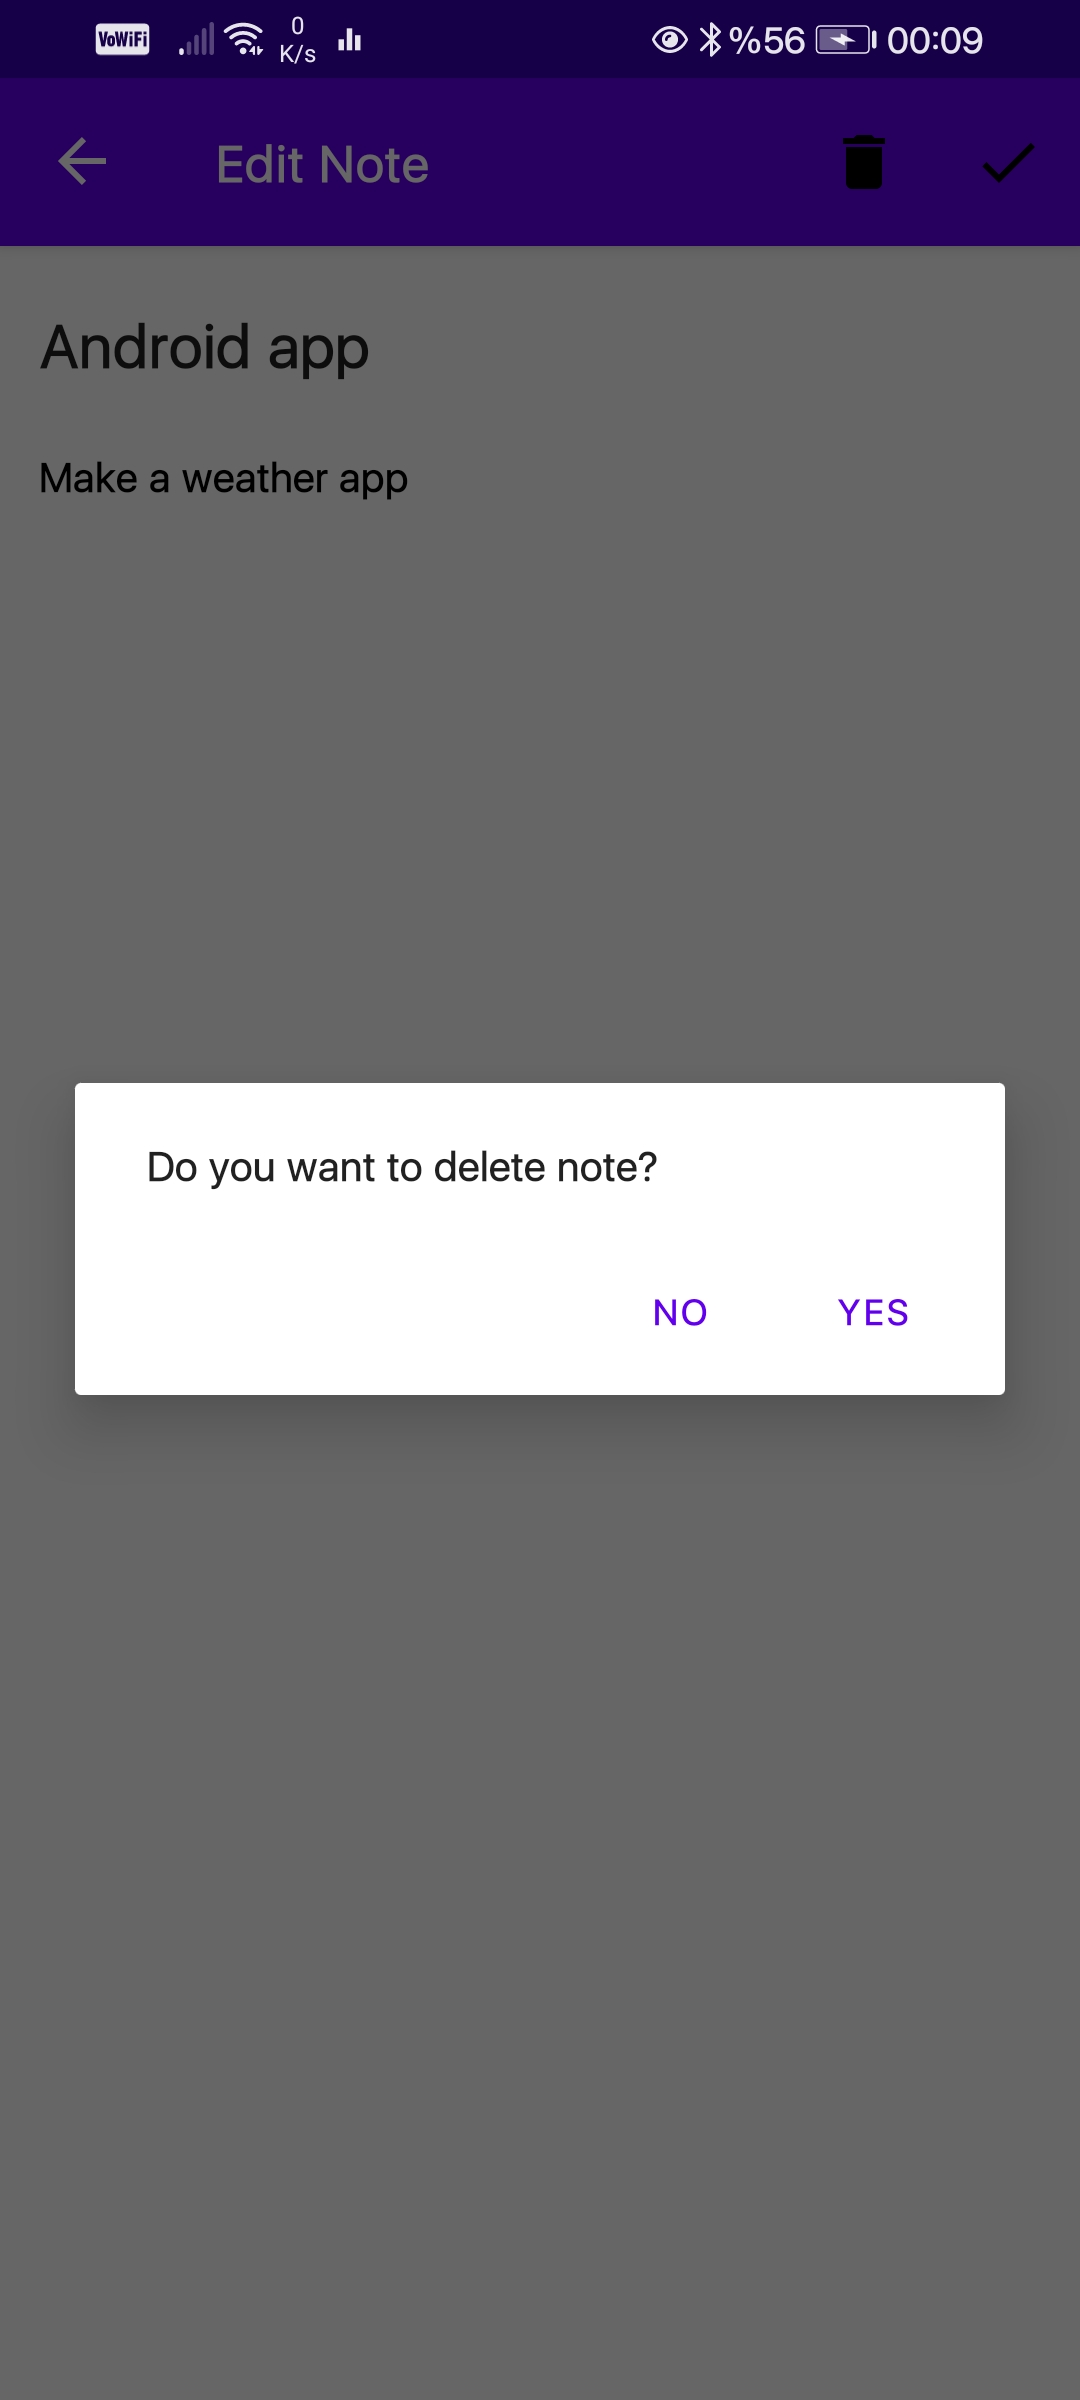 VoWiFi 0 K/s %56 00:09
Edit Note
Android app
Make a weather app
Do you want to delete note?
NO YES